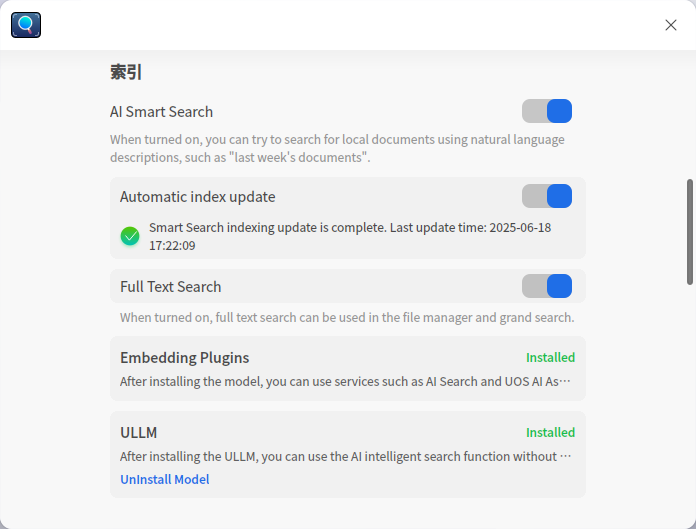 索引
AI Smart Search
When turned on, you can try to search for local documents using natural language
descriptions, such as "last week's documents".
Automatic index update
Smart Search indexing update is complete. Last update time: 2025-06-18
17:22:09
Full Text Search
When turned on, full text search can be used in the file manager and grand search.
Embedding Plugins
Installed
After installing the model, you can use services such as AI Search and UOS AI As···
ULLM
Installed
After installing the ULLM, you can use the AI intelligent search function without ···
UnInstall Model